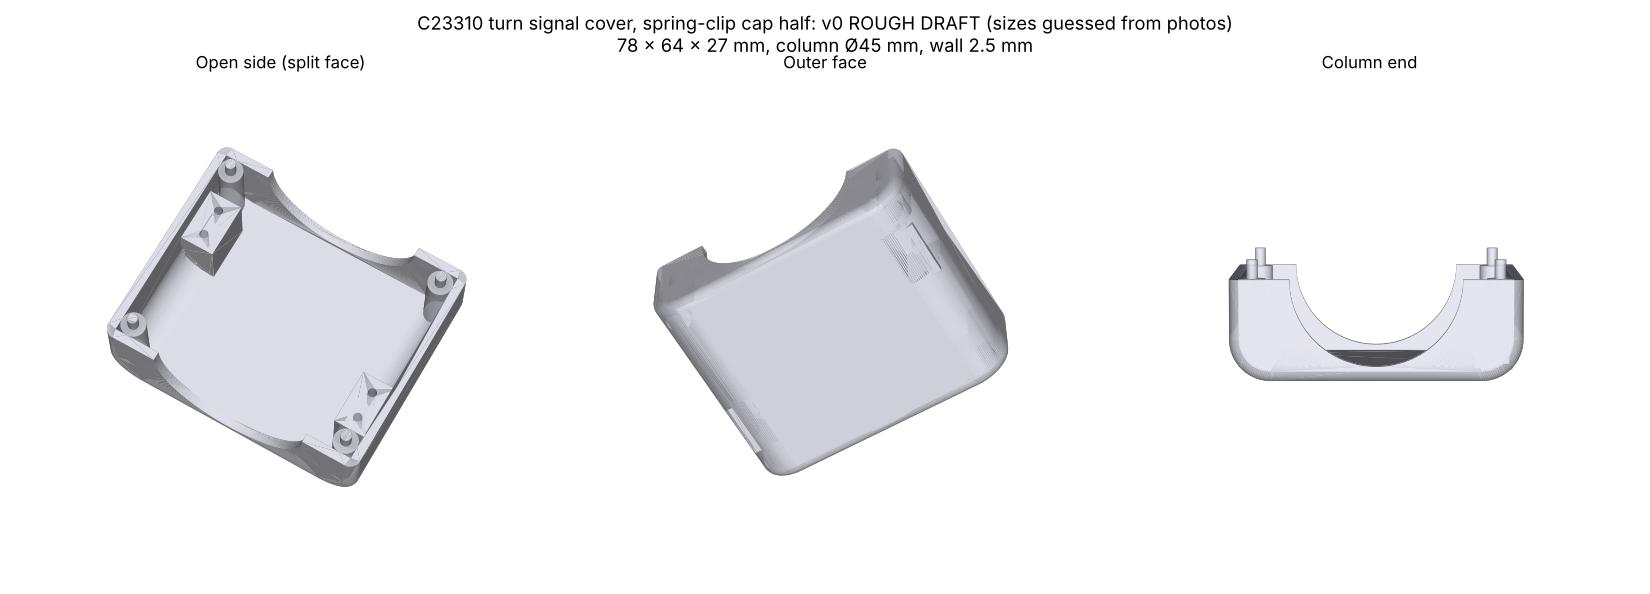 C23310 turn signal cover, spring-clip cap half: v0 ROUGH DRAFT (sizes guessed from photos)
78 × 64 × 27 mm, column Ø45 mm, wall 2.5 mm
Open side (split face)
Outer face
Column end